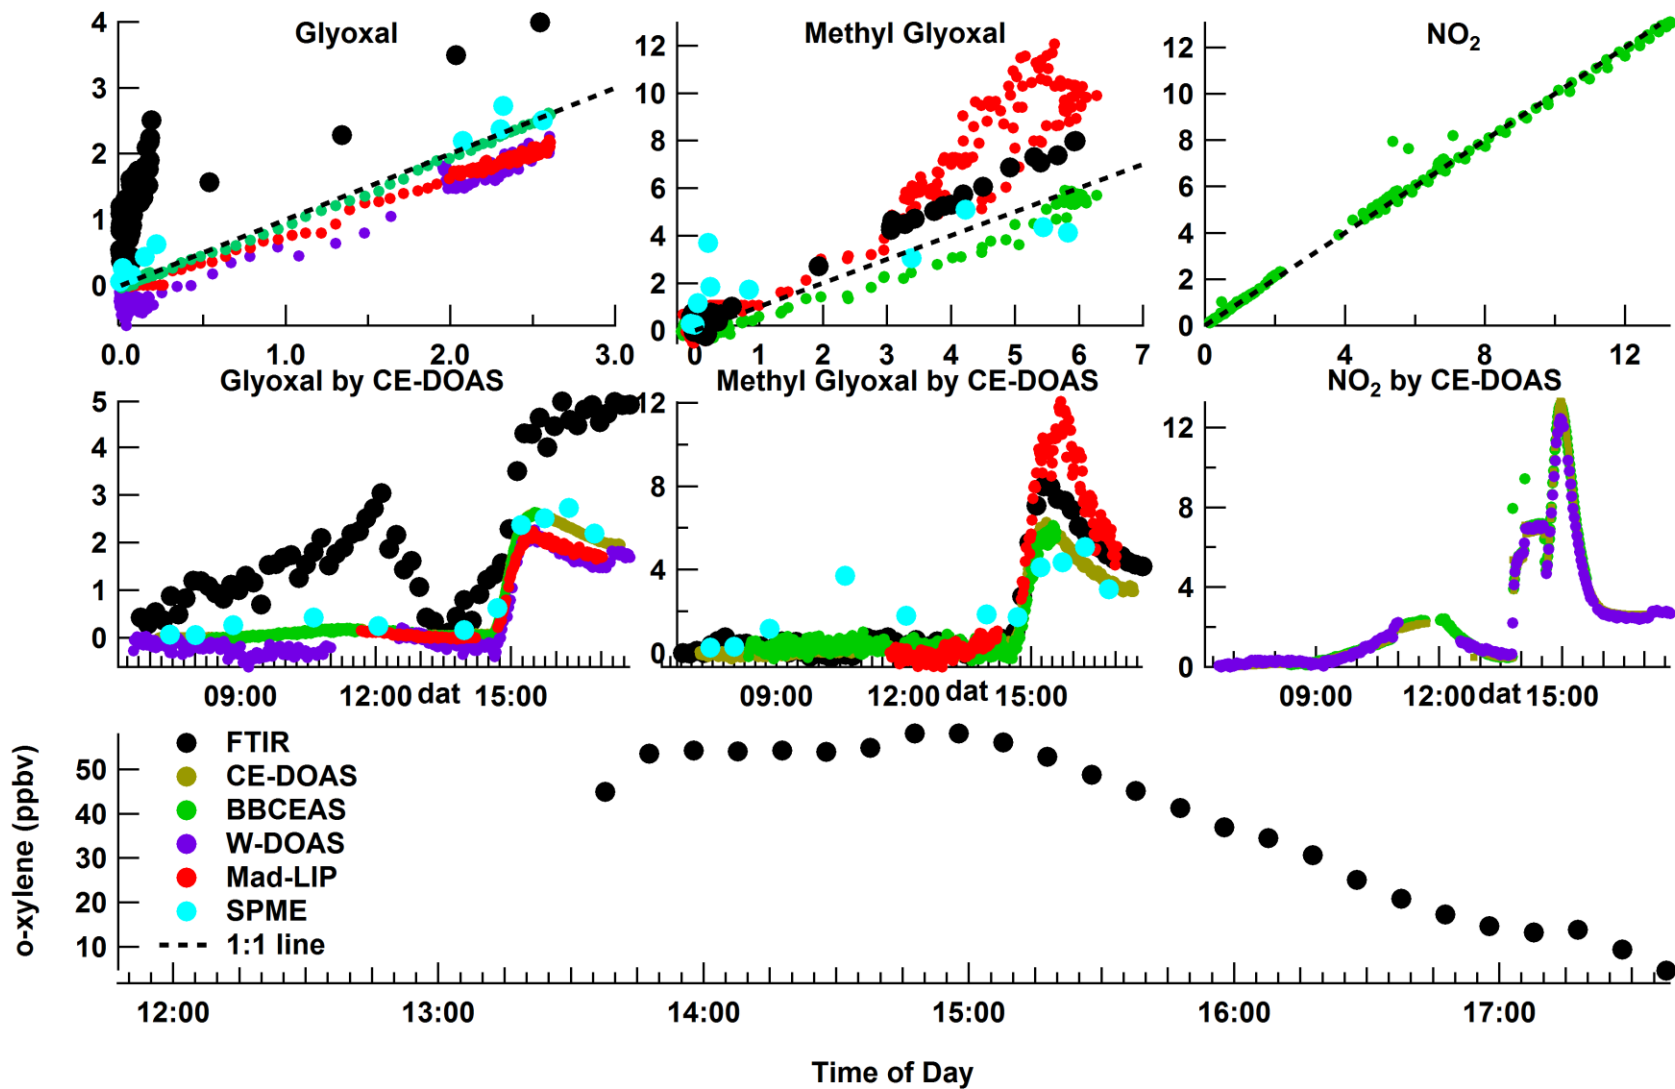 Glyoxal
Methyl Glyoxal
NO2
4
3
2
1
0
0.0 1.0 2.0 3.0
12
10
8
6
4
2
0
0 1 2 3 4 5 6 7
12
10
8
6
4
2
0
0 4 8 12
Glyoxal by CE-DOAS
Methyl Glyoxal by CE-DOAS
NO2 by CE-DOAS
5
4
3
2
1
0
09:00 12:00 dat 15:00
12
8
4
0
09:00 12:00 dat 15:00
12
8
4
0
09:00 12:00 dat 15:00
o-xylene (ppbv)
50
40
30
20
10
FTIR
CE-DOAS
BBCEAS
W-DOAS
Mad-LIP
SPME
1:1 line
12:00 13:00 14:00 15:00 16:00 17:00
Time of Day